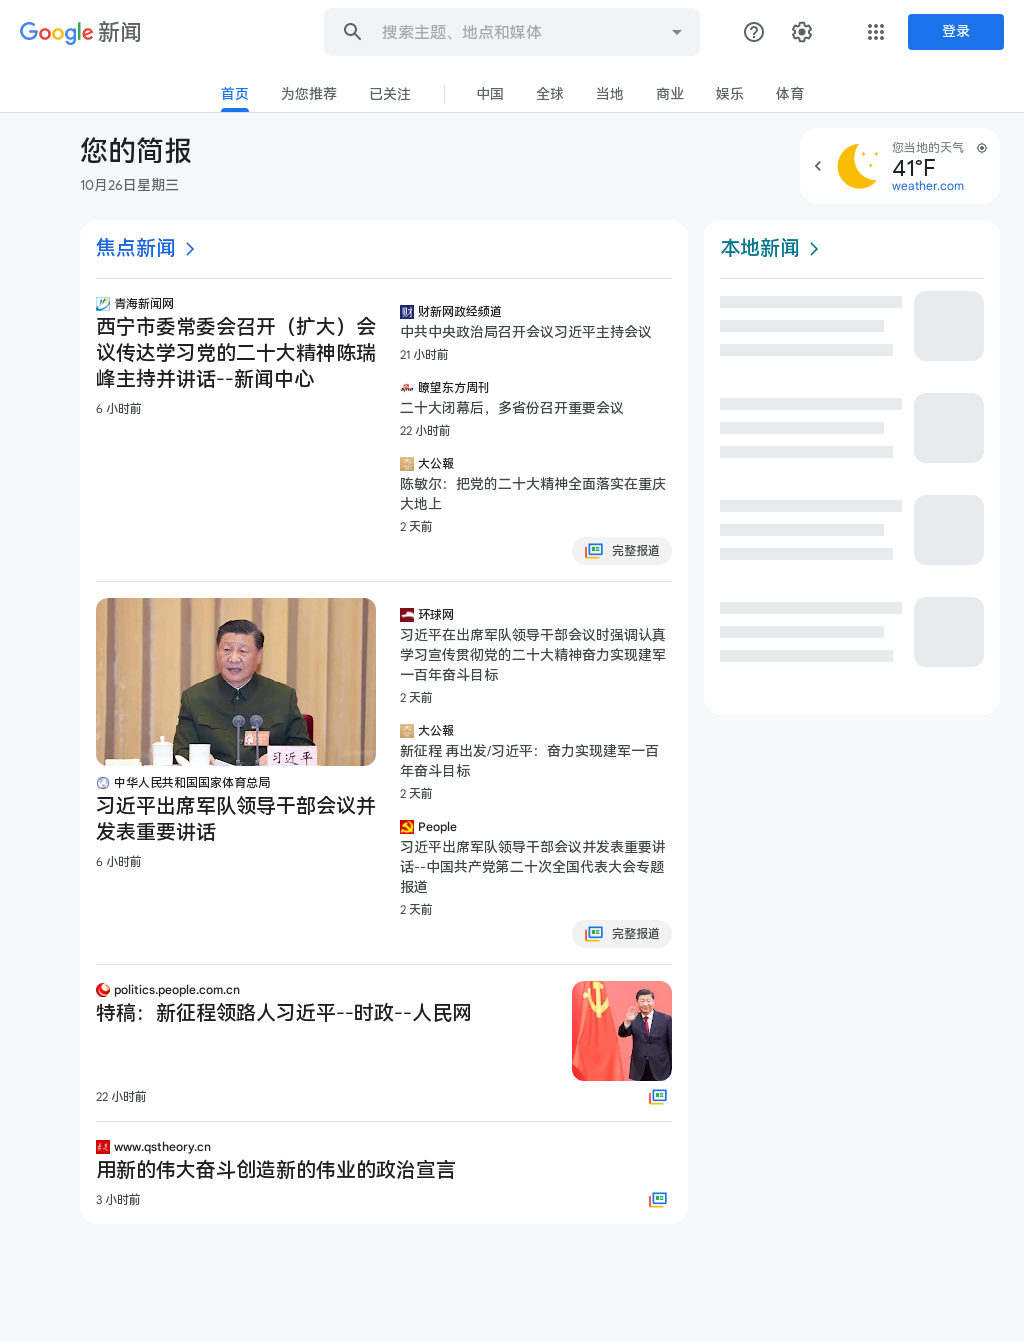 Google 新闻
搜索主题、地点和媒体
登录
首页
为您推荐
已关注
中国
全球
当地
商业
娱乐
体育
您的简报
10月26日星期三
您当地的天气
41°F
weather.com
焦点新闻
青海新闻网
西宁市委常委会召开（扩大）会
议传达学习党的二十大精神陈瑞
峰主持并讲话--新闻中心
6 小时前
财新网政经频道
中共中央政治局召开会议习近平主持会议
21 小时前
瞭望东方周刊
二十大闭幕后，多省份召开重要会议
22 小时前
大公報
陈敏尔：把党的二十大精神全面落实在重庆
大地上
2 天前
完整报道
习近平
中华人民共和国国家体育总局
习近平出席军队领导干部会议并
发表重要讲话
6 小时前
环球网
习近平在出席军队领导干部会议时强调认真
学习宣传贯彻党的二十大精神奋力实现建军
一百年奋斗目标
2 天前
大公報
新征程 再出发/习近平：奋力实现建军一百
年奋斗目标
2 天前
People
习近平出席军队领导干部会议并发表重要讲
话--中国共产党第二十次全国代表大会专题
报道
2 天前
完整报道
politics.people.com.cn
特稿：新征程领路人习近平--时政--人民网
22 小时前
www.qstheory.cn
用新的伟大奋斗创造新的伟业的政治宣言
3 小时前
本地新闻